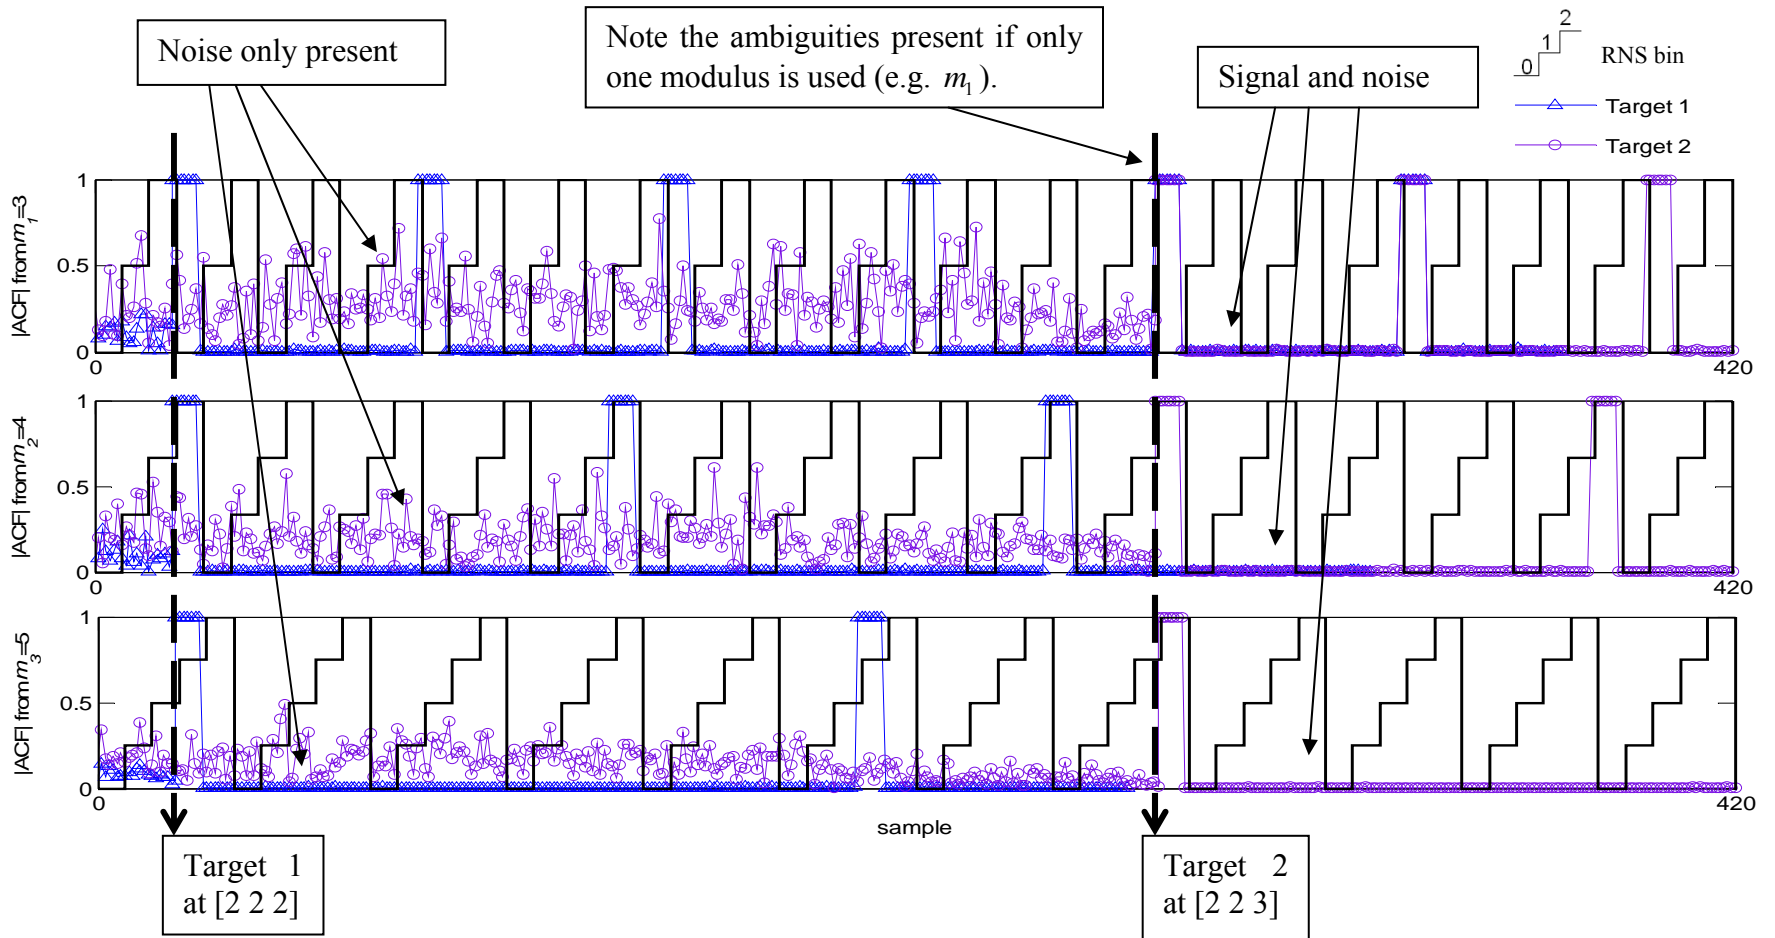 Noise only present
Note the ambiguities present if only
one modulus is used (e.g. m₁ ).
Signal and noise
0 1 2
RNS bin
Target 1
Target 2
|ACF| from m₁=3
1
0.5
0
0
420
|ACF| from m₂=4
1
0.5
0
0
420
|ACF| from m₃=5
1
0.5
0
0
420
sample
Target 1
at [2 2 2]
Target 2
at [2 2 3]